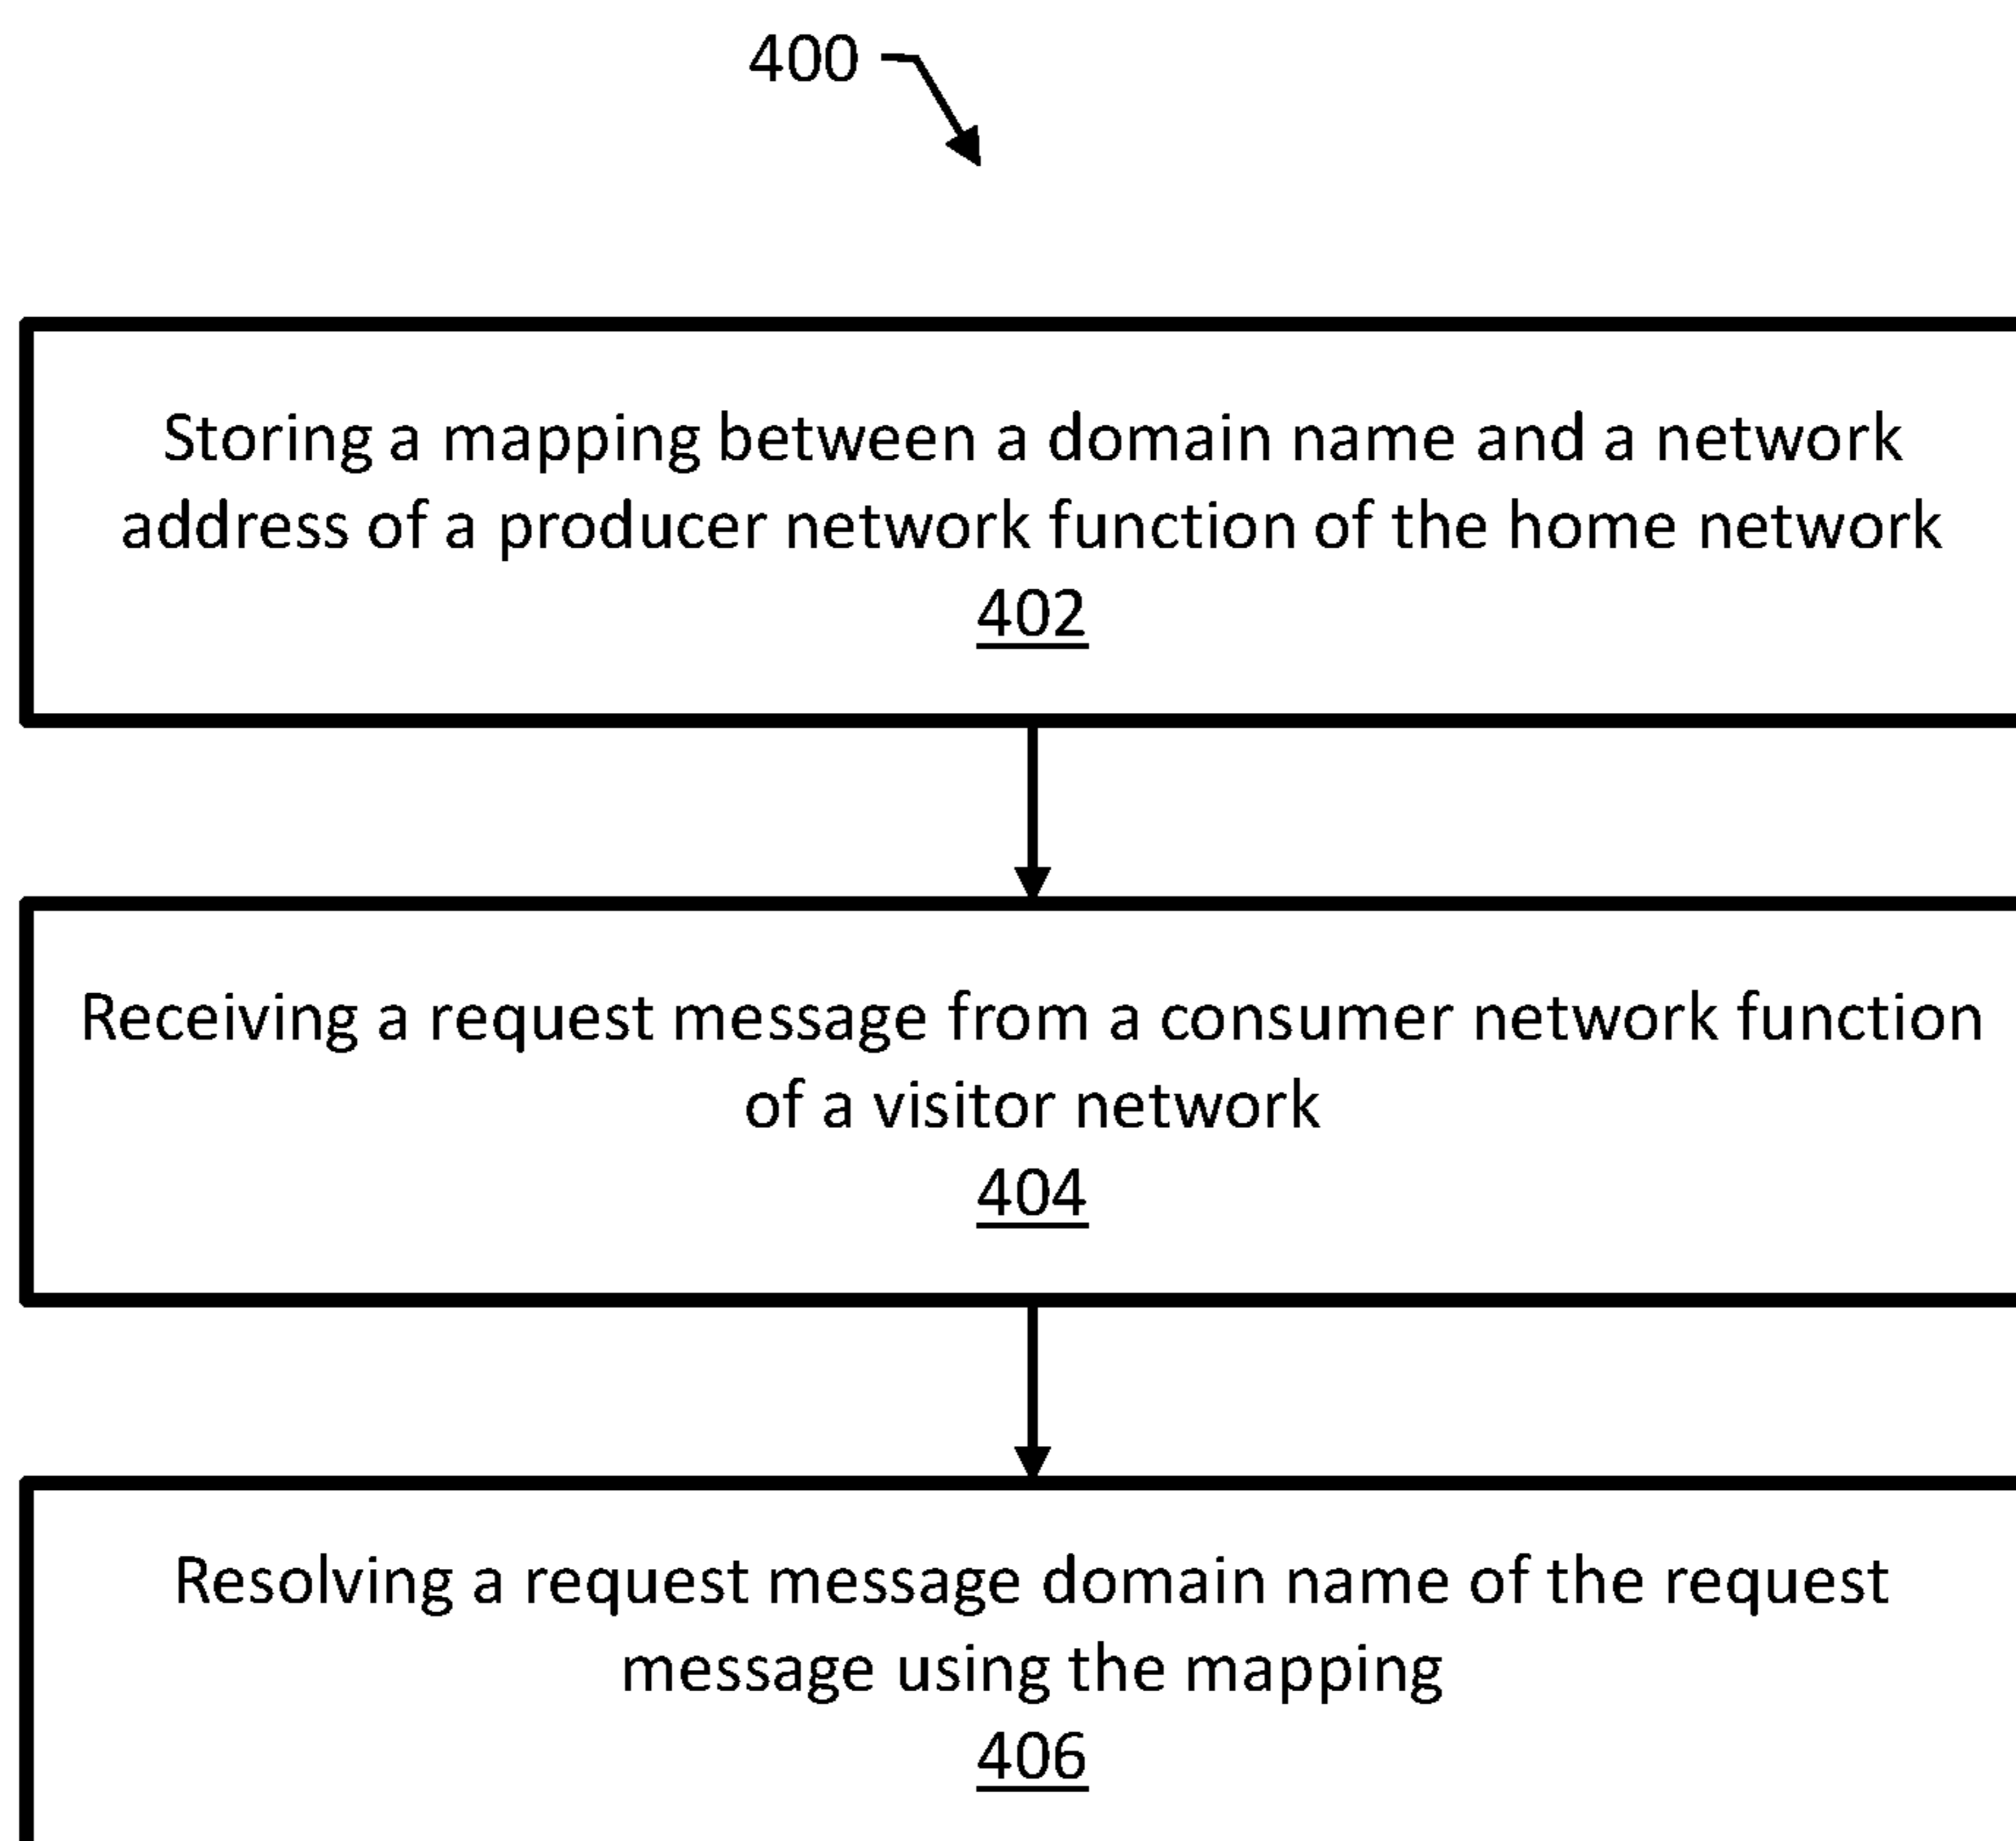 400
Storing a mapping between a domain name and a network
address of a producer network function of the home network
402
Receiving a request message from a consumer network function
of a visitor network
404
Resolving a request message domain name of the request
message using the mapping
406